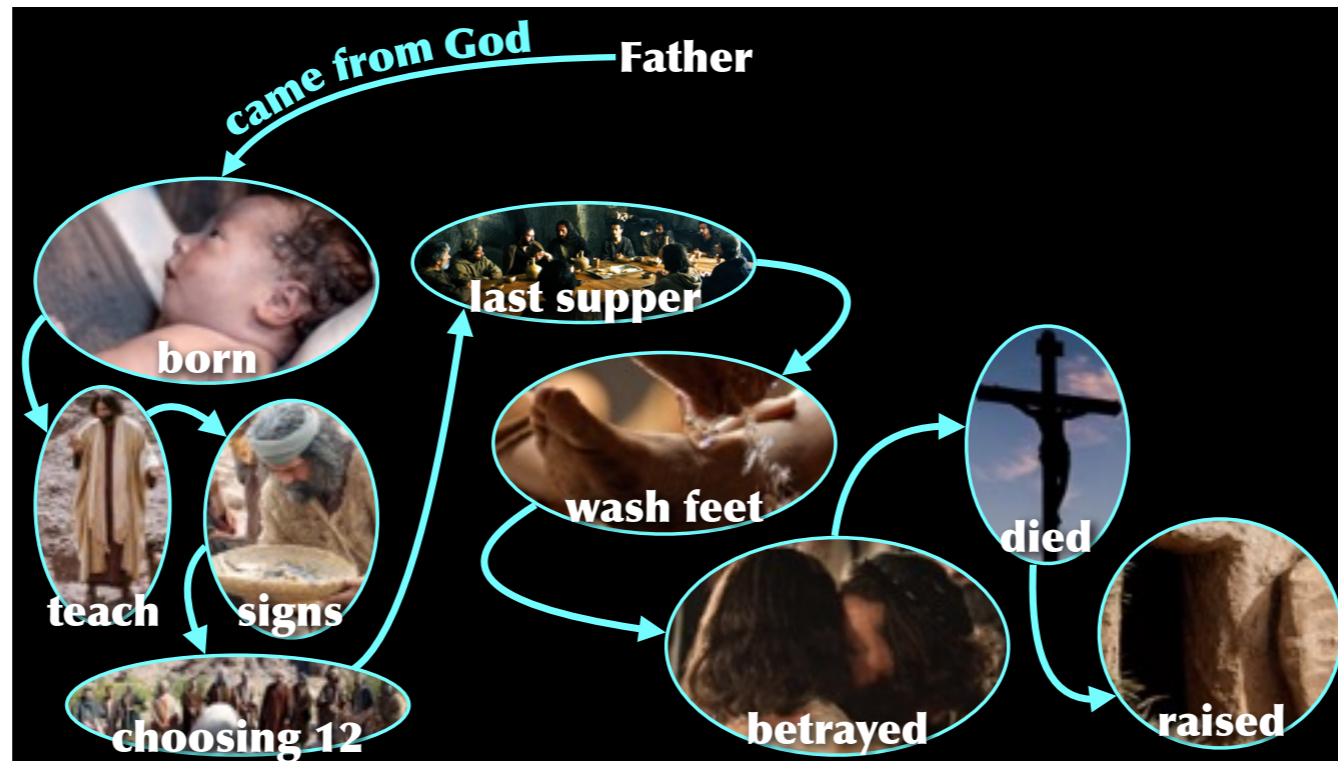 came from God
Father
born
teach
signs
choosing 12
last supper
wash feet
betrayed
died
raised